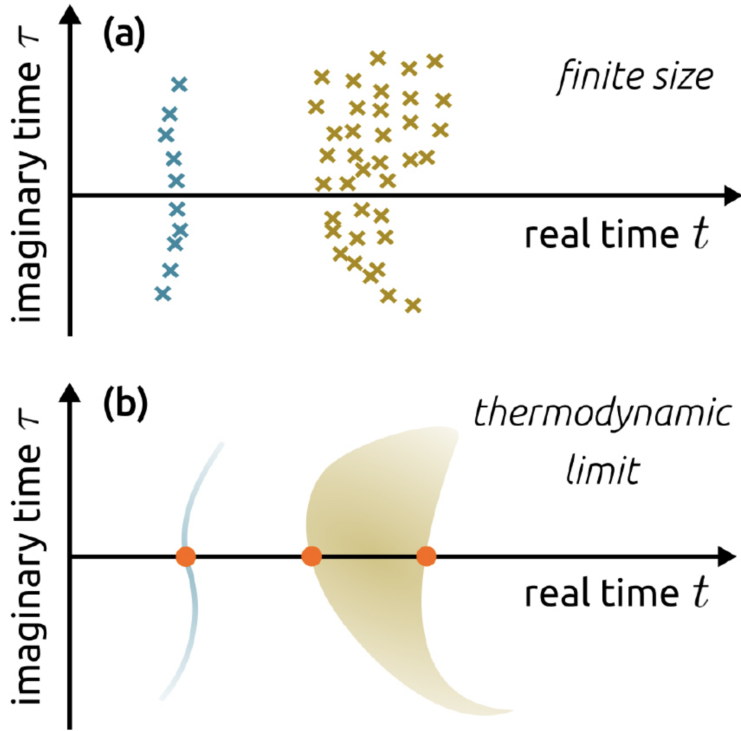 (a)
finite size
imaginary time τ
real time t
(b)
thermodynamic
limit
imaginary time τ
real time t